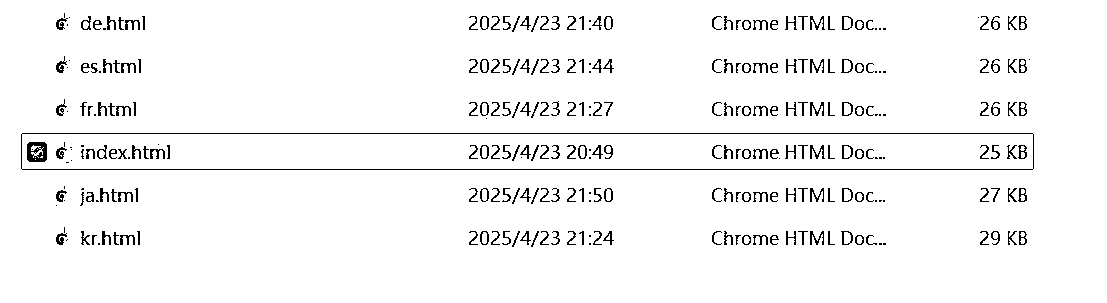 de.html 2025/4/23 21:40 Chrome HTML Doc... 26 KB
es.html 2025/4/23 21:44 Chrome HTML Doc... 26 KB
fr.html 2025/4/23 21:27 Chrome HTML Doc... 26 KB
index.html 2025/4/23 20:49 Chrome HTML Doc... 25 KB
ja.html 2025/4/23 21:50 Chrome HTML Doc... 27 KB
kr.html 2025/4/23 21:24 Chrome HTML Doc... 29 KB